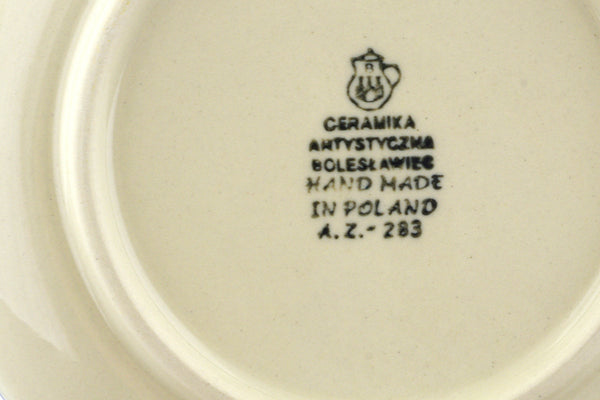 B
CERAMIKA
ARTYSTYCZNA
BOLESŁAWIEC
HAND MADE
IN POLAND
A. Z.- 283